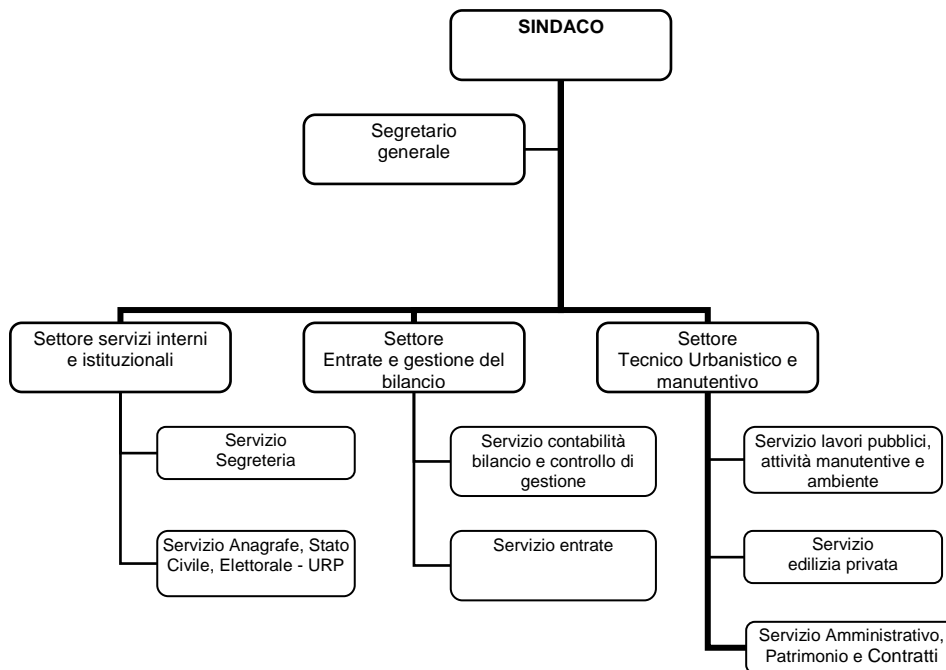 SINDACO
Segretario
generale
Settore servizi interni
e istituzionali
Settore
Entrate e gestione del
bilancio
Settore
Tecnico Urbanistico e
manutentivo
Servizio
Segreteria
Servizio contabilità
bilancio e controllo di
gestione
Servizio lavori pubblici,
attività manutentive e
ambiente
Servizio Anagrafe, Stato
Civile, Elettorale - URP
Servizio entrate
Servizio
edilizia privata
Servizio Amministrativo,
Patrimonio e Contratti